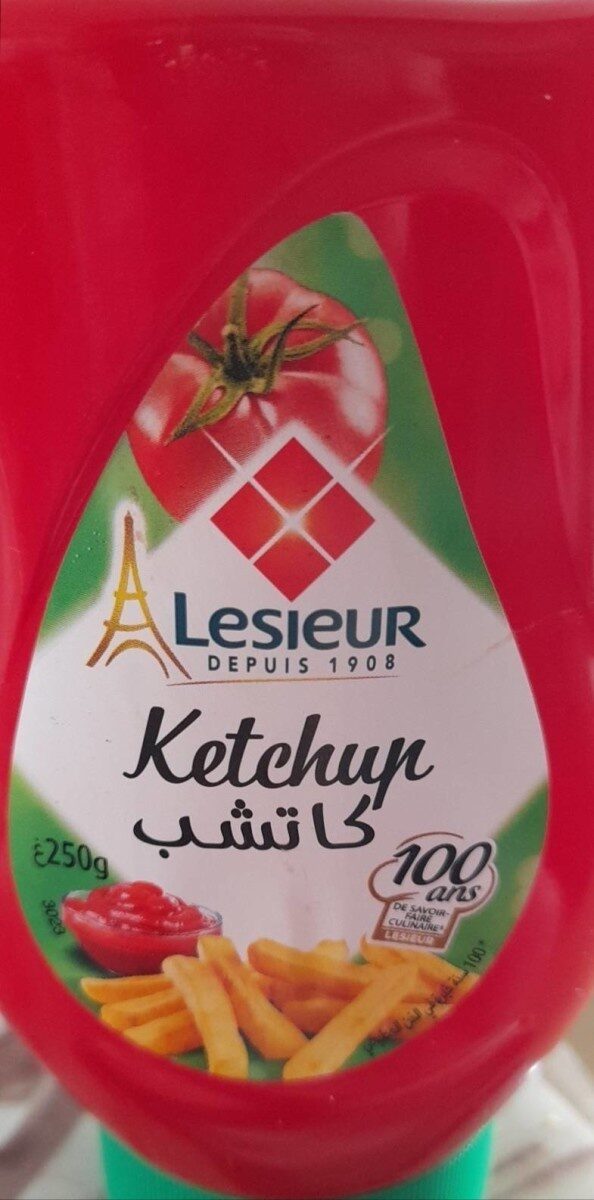 Lesieur
DEPUIS 1908
Ketchup
كاتشب
250g غ
100
ans
DE SAVOIR-
FAIRE
CULINAIRE*
LESIEUR